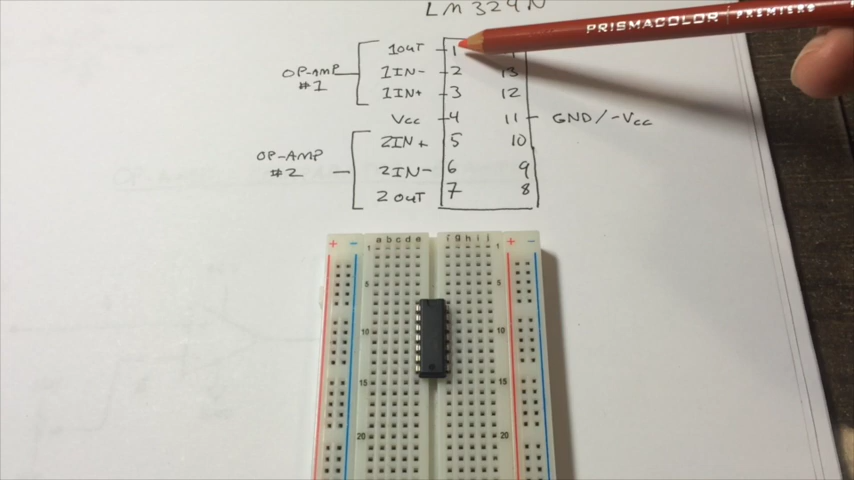 LM324N
PRISMACOLOR PREMIER
1OUT 1
OP-AMP #1
1IN- 2 13
1IN+ 3 12
VCC 4 11 GND/-VCC
2IN+ 5 10
OP-AMP #2
2IN- 6 9
2OUT 7 8
+ - a b c d e f g h i j + -
1 1
5 5
10 10
15 15
20 20